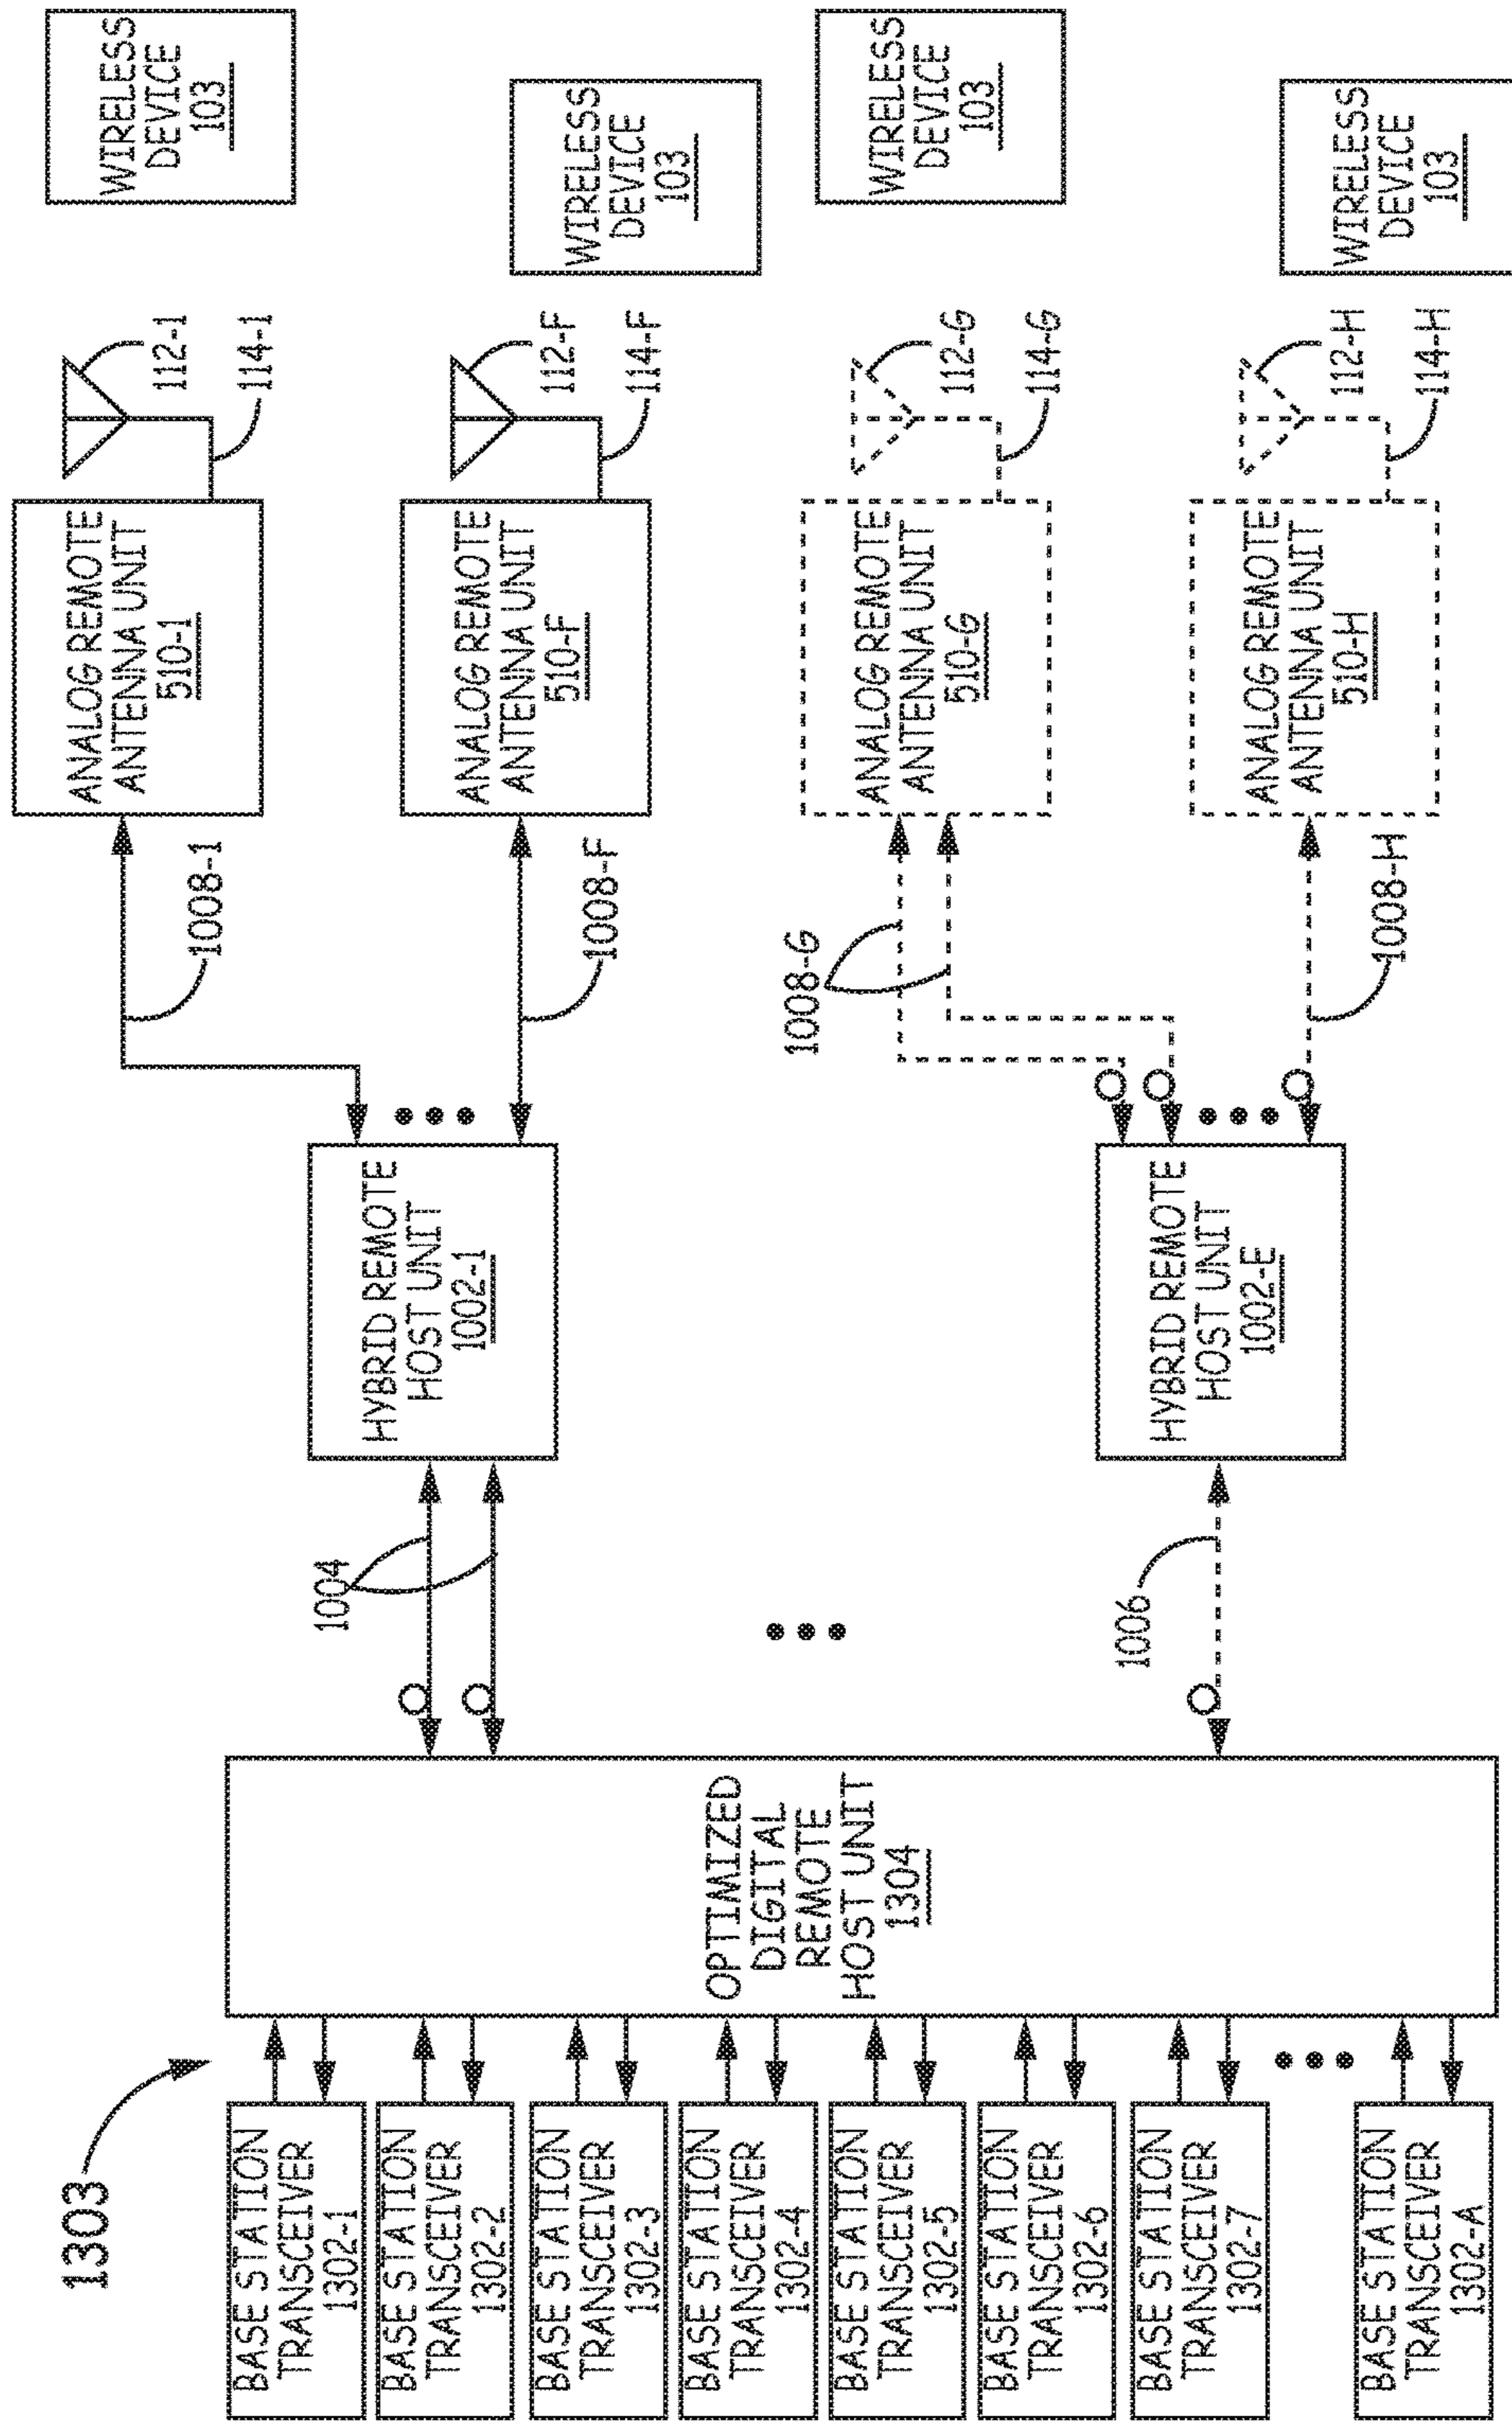 1303
BASE STATION
TRANSCEIVER
1302-1
BASE STATION
TRANSCEIVER
1302-2
BASE STATION
TRANSCEIVER
1302-3
BASE STATION
TRANSCEIVER
1302-4
BASE STATION
TRANSCEIVER
1302-5
BASE STATION
TRANSCEIVER
1302-6
BASE STATION
TRANSCEIVER
1302-7
BASE STATION
TRANSCEIVER
1302-A
OPTIMIZED
DIGITAL
REMOTE
HOST UNIT
1304
1004
1006
HYBRID REMOTE
HOST UNIT
1002-1
HYBRID REMOTE
HOST UNIT
1002-E
1008-1
1008-F
1008-G
1008-H
ANALOG REMOTE
ANTENNA UNIT
510-1
ANALOG REMOTE
ANTENNA UNIT
510-F
ANALOG REMOTE
ANTENNA UNIT
510-G
ANALOG REMOTE
ANTENNA UNIT
510-H
112-1
114-1
112-F
114-F
112-G
114-G
112-H
114-H
WIRELESS
DEVICE
103
WIRELESS
DEVICE
103
WIRELESS
DEVICE
103
WIRELESS
DEVICE
103